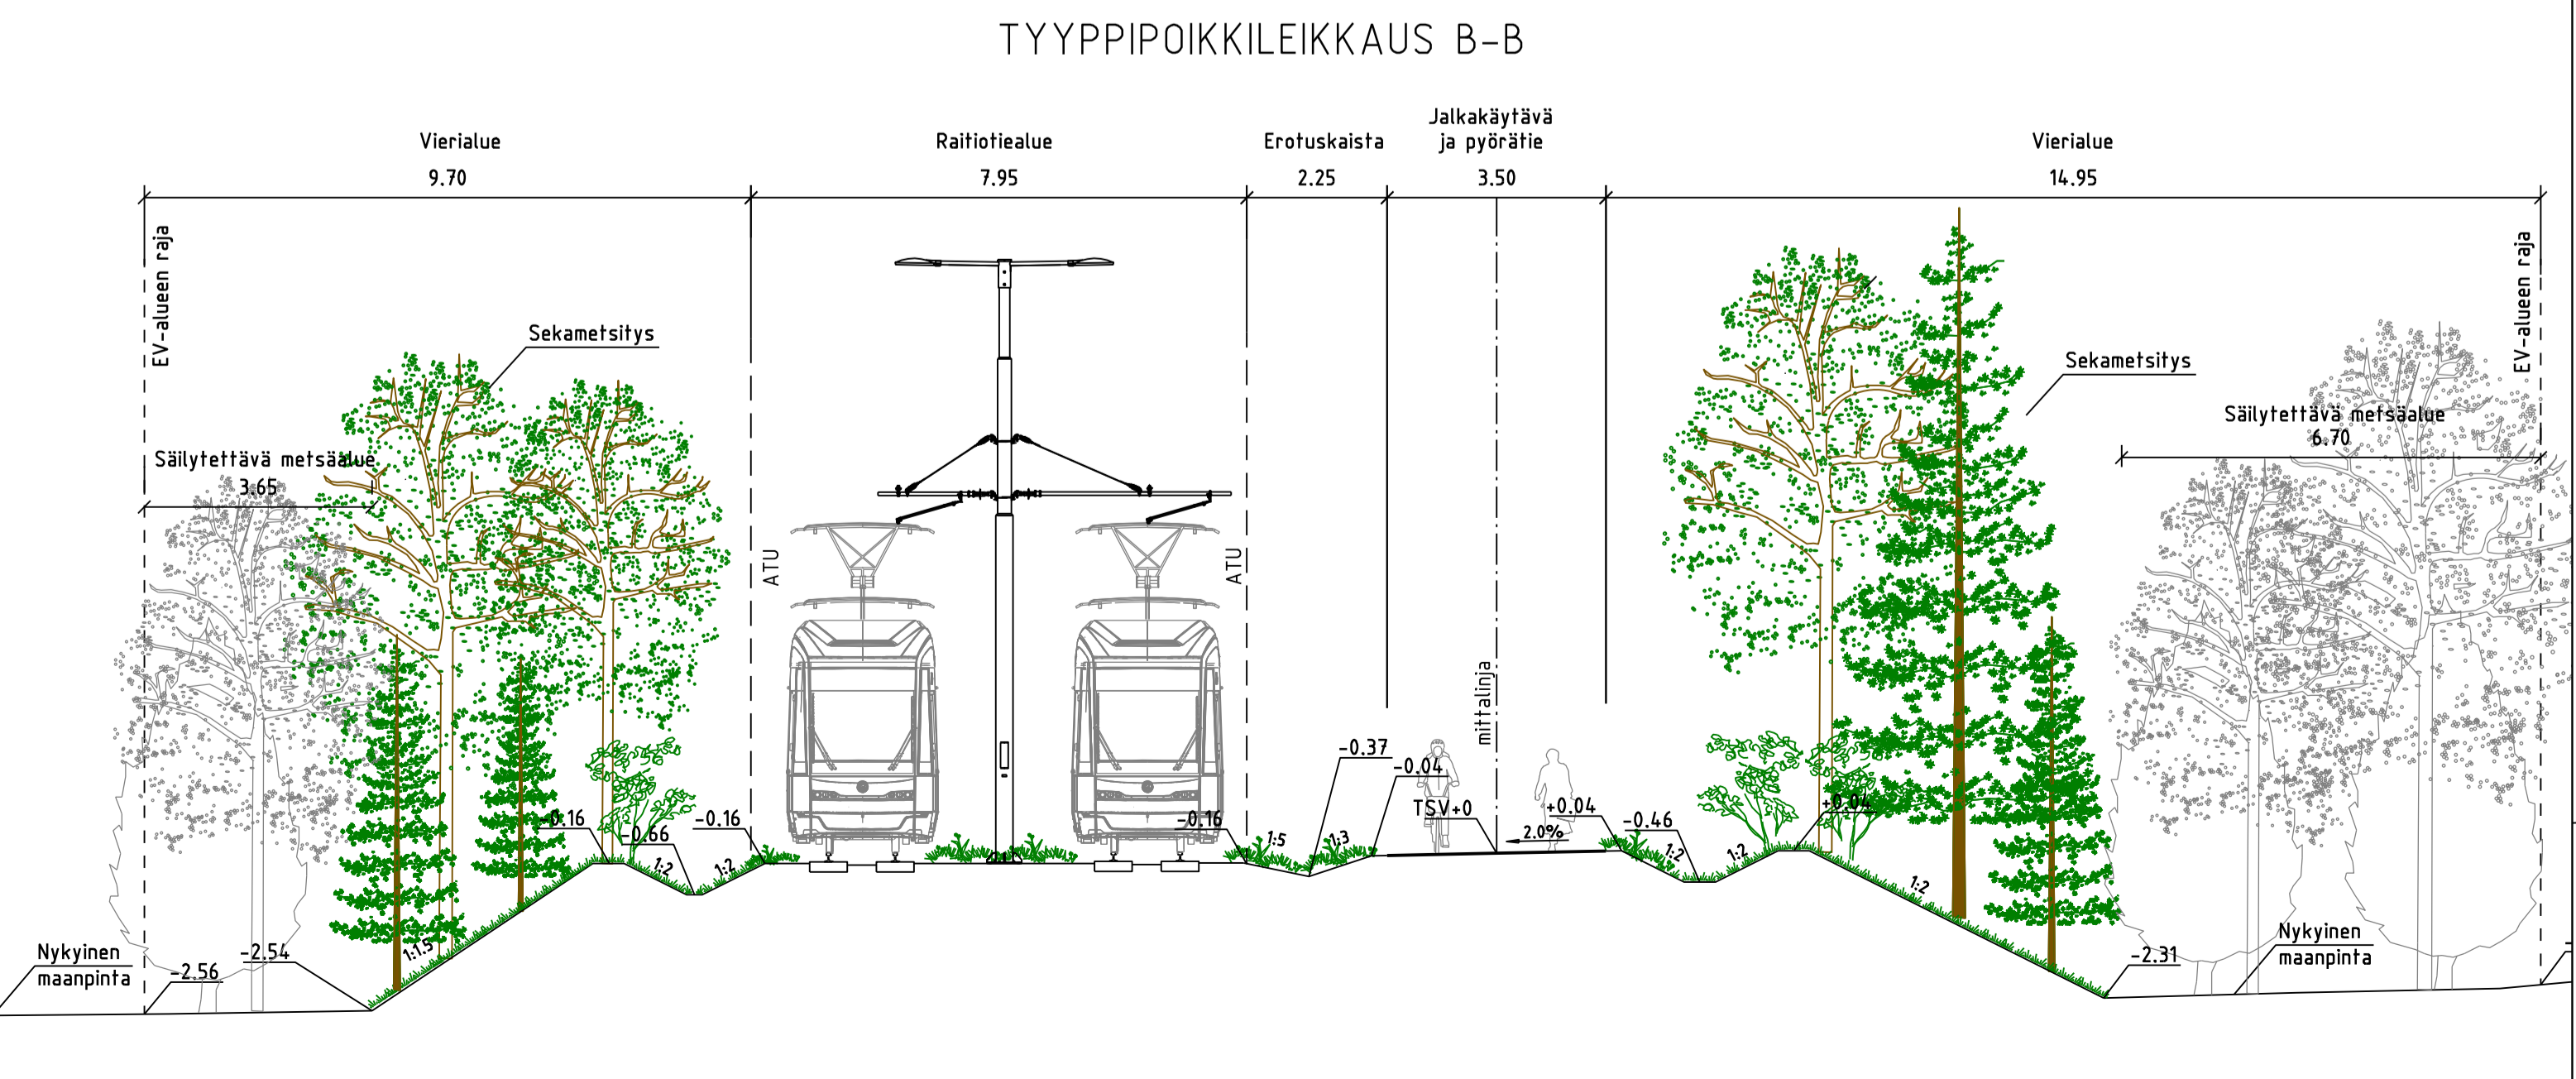 TYYPPIPOIKKILEIKKAUS B-B
Vierialue
9.70
Raitiotiealue
7.95
Erotuskaista
2.25
Jalkakäytävä
ja pyörätie
3.50
Vierialue
14.95
EV-alueen raja
EV-alueen raja
Sekametsitys
Sekametsitys
Säilytettävä metsäalue
3.65
Säilytettävä metsäalue
6.70
ATU
ATU
mittalinja
-0.37
-0.04
TSV+0
+0.04
2.0%
-0.16
-0.66
-0.16
-0.16
-0.46
+0.04
1:2
1:2
1:5
1:3
1:2
1:2
1:2
1:1.5
Nykyinen
maanpinta
-2.56
-2.54
-2.31
Nykyinen
maanpinta